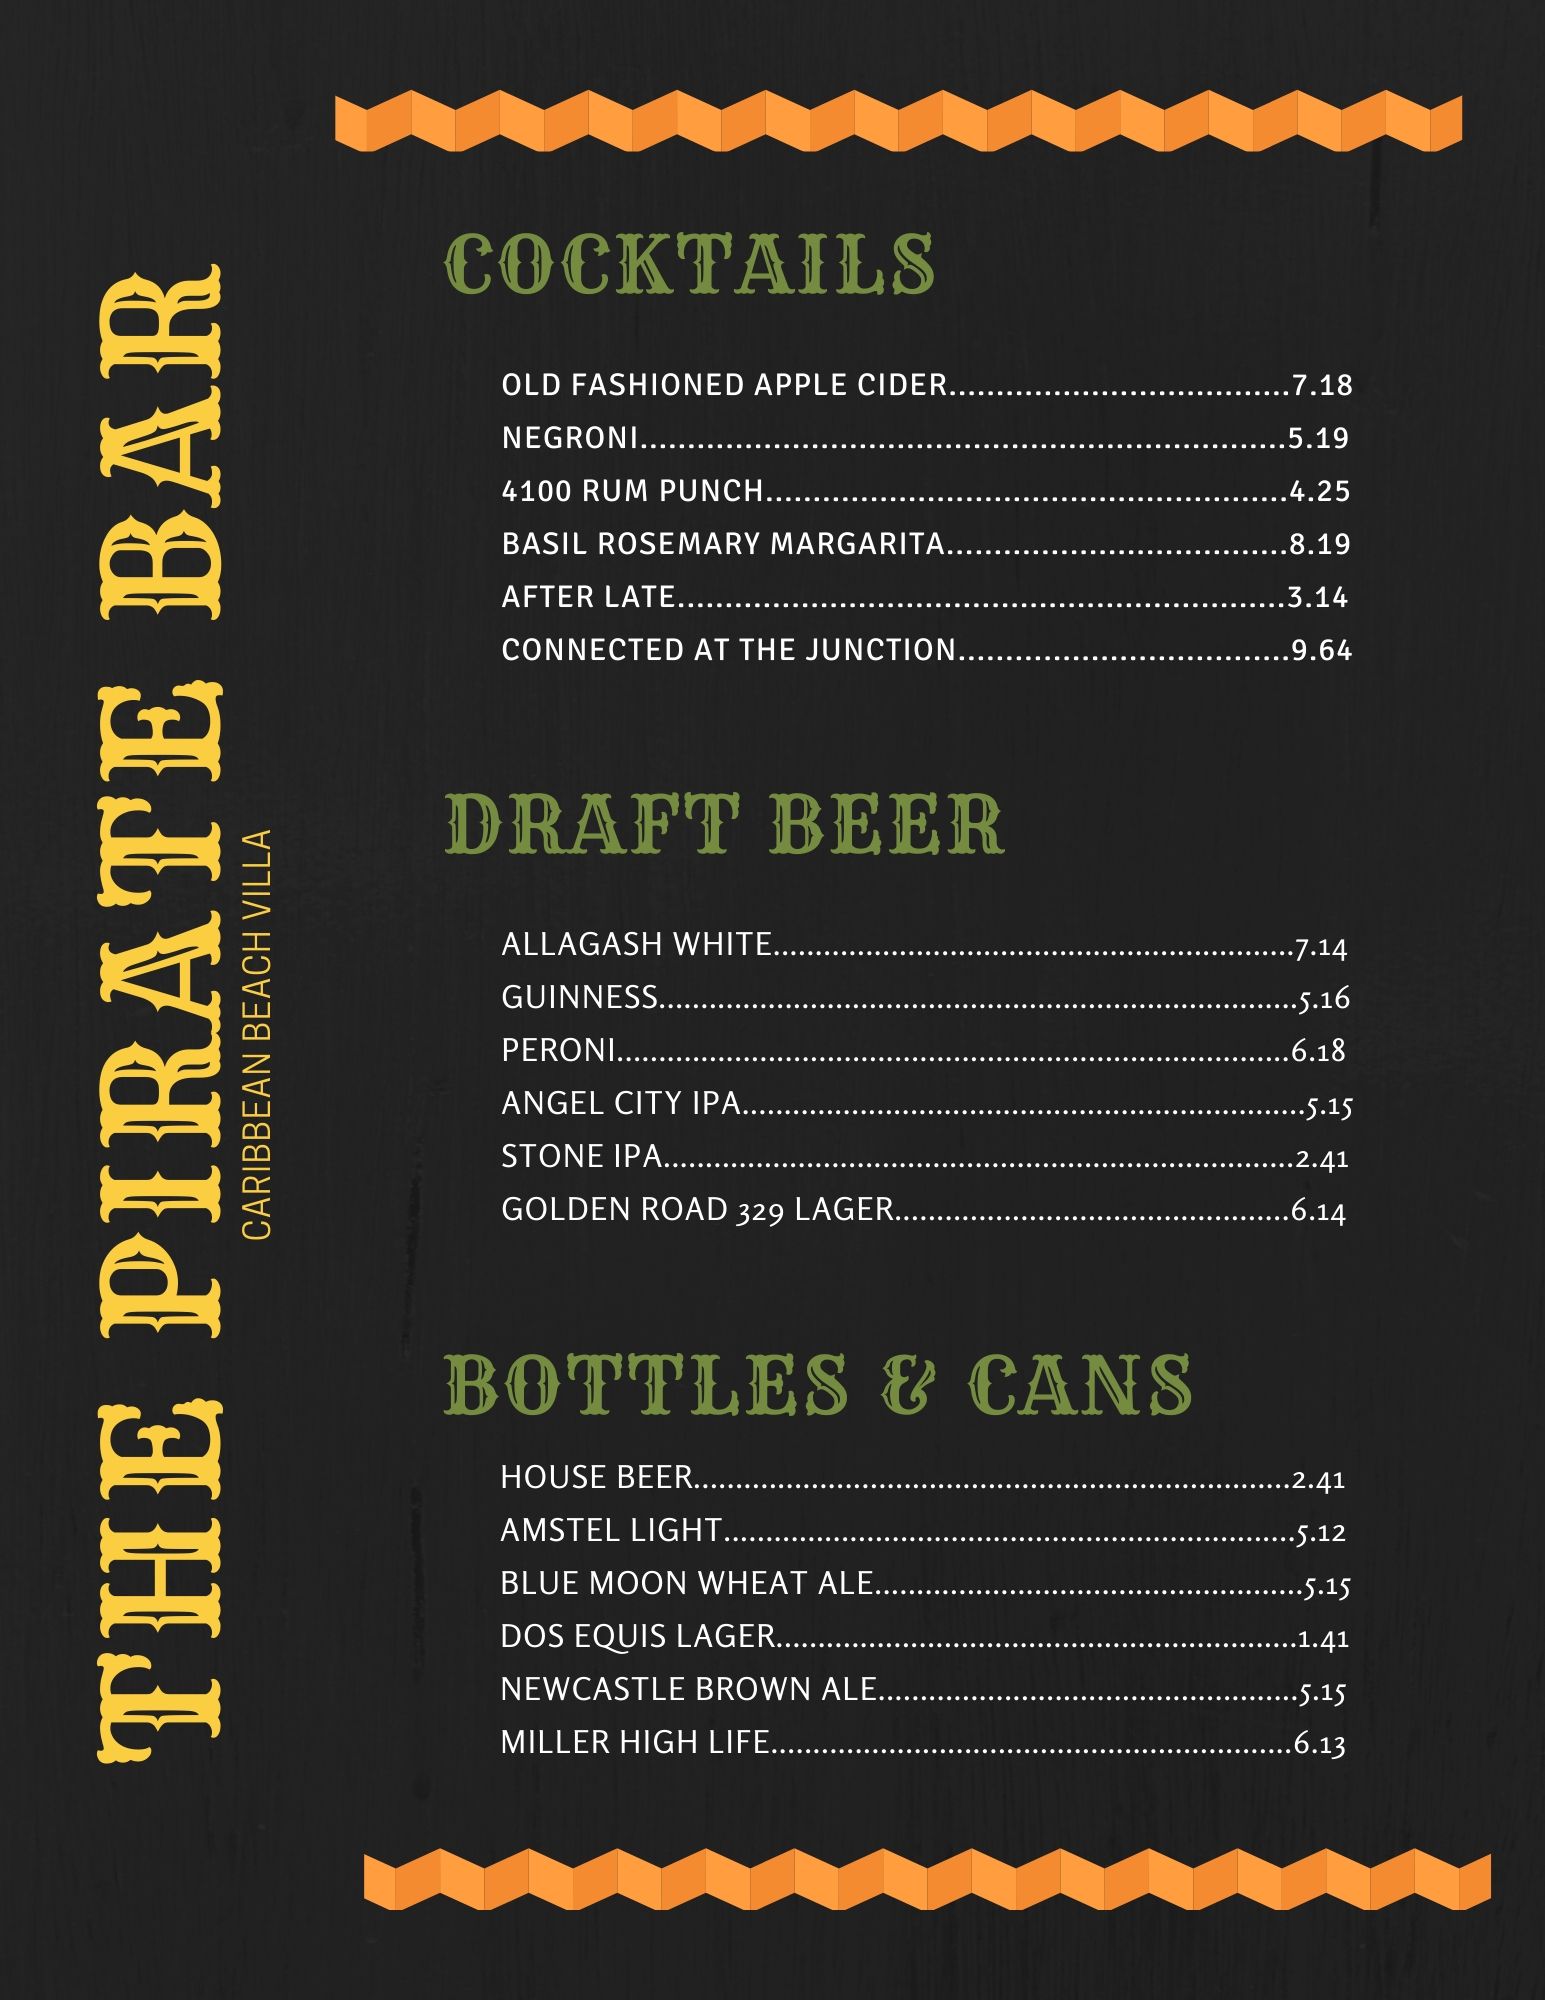 THE PIRATE BAR
CARIBBEAN BEACH VILLA
COCKTAILS
OLD FASHIONED APPLE CIDER....................................7.18
NEGRONI....................................................................5.19
4100 RUM PUNCH.......................................................4.25
BASIL ROSEMARY MARGARITA....................................8.19
AFTER LATE................................................................3.14
CONNECTED AT THE JUNCTION...................................9.64
DRAFT BEER
ALLAGASH WHITE..............................................................7.14
GUINNESS............................................................................5.16
PERONI................................................................................6.18
ANGEL CITY IPA...................................................................5.15
STONE IPA...........................................................................2.41
GOLDEN ROAD 329 LAGER...............................................6.14
BOTTLES & CANS
HOUSE BEER.......................................................................2.41
AMSTEL LIGHT....................................................................5.12
BLUE MOON WHEAT ALE...................................................5.15
DOS EQUIS LAGER..............................................................1.41
NEWCASTLE BROWN ALE..................................................5.15
MILLER HIGH LIFE..............................................................6.13